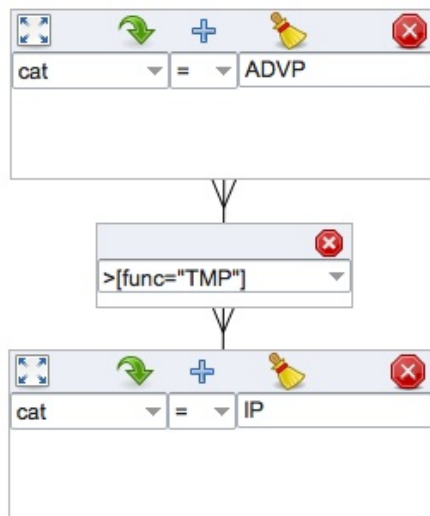 cat = ADVP
>[func="TMP"]
cat = IP